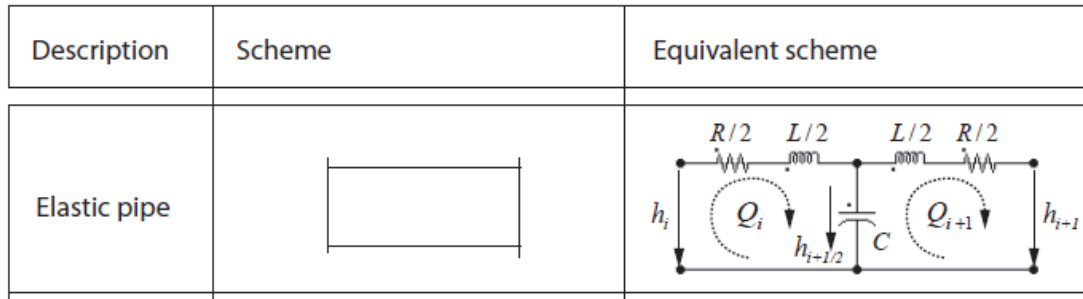 Description Scheme Equivalent scheme
R/2 L/2 L/2 R/2
Elastic pipe
h_i Q_i h_{i+1/2} C Q_{i+1} h_{i+1}